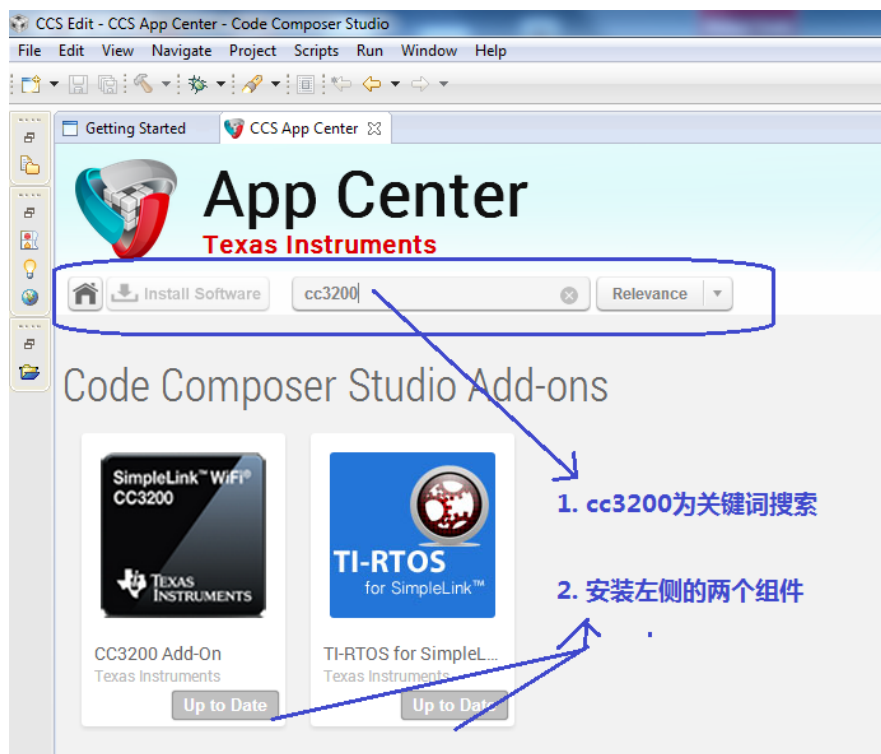 CCS Edit - CCS App Center - Code Composer Studio
File Edit View Navigate Project Scripts Run Window Help
Getting Started CCS App Center
App Center
Texas Instruments
Install Software cc3200 Relevance
Code Composer Studio Add-ons
SimpleLink™ WiFi®
CC3200
TEXAS
INSTRUMENTS
TI-RTOS
for SimpleLink™
1. cc3200为关键词搜索
2. 安装左侧的两个组件
CC3200 Add-On
Texas Instruments
Up to Date
TI-RTOS for SimpleL...
Texas Instruments
Up to Date